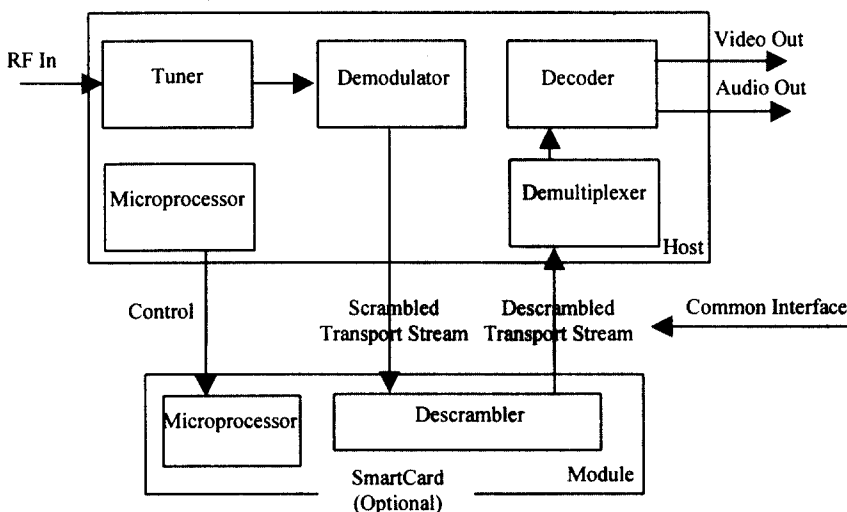 Video Out
RF In
Tuner
Demodulator
Decoder
Audio Out
Microprocessor
Demultiplexer
Host
Control
Scrambled
Transport Stream
Descrambled
Transport Stream
Common Interface
Microprocessor
Descrambler
Module
SmartCard
(Optional)